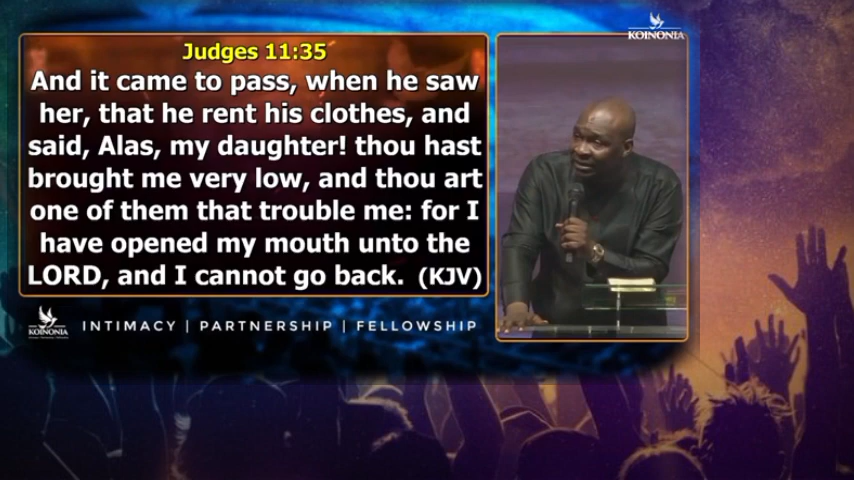 KOINONIA
Judges 11:35
And it came to pass, when he saw
her, that he rent his clothes, and
said, Alas, my daughter! thou hast
brought me very low, and thou art
one of them that trouble me: for I
have opened my mouth unto the
LORD, and I cannot go back. (KJV)
KOINONIA
INTIMACY | PARTNERSHIP | FELLOWSHIP